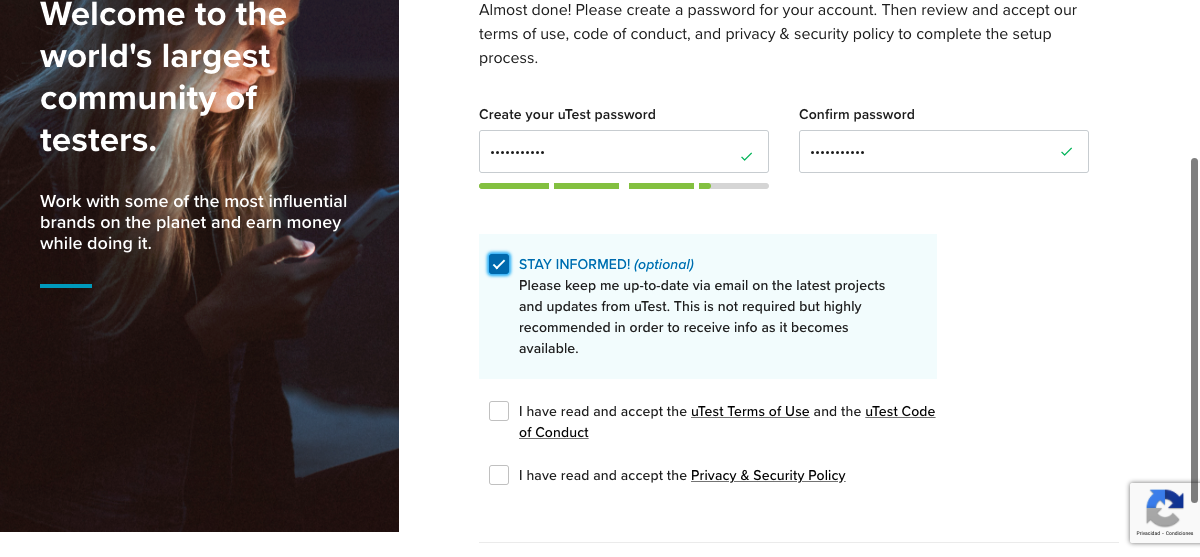 Welcome to the
world's largest
community of
testers.
Work with some of the most influential
brands on the planet and earn money
while doing it.
Almost done! Please create a password for your account. Then review and accept our
terms of use, code of conduct, and privacy & security policy to complete the setup
process.
Create your uTest password
Confirm password
STAY INFORMED! (optional)
Please keep me up-to-date via email on the latest projects
and updates from uTest. This is not required but highly
recommended in order to receive info as it becomes
available.
I have read and accept the uTest Terms of Use and the uTest Code
of Conduct
I have read and accept the Privacy & Security Policy
Privacidad - Condiciones